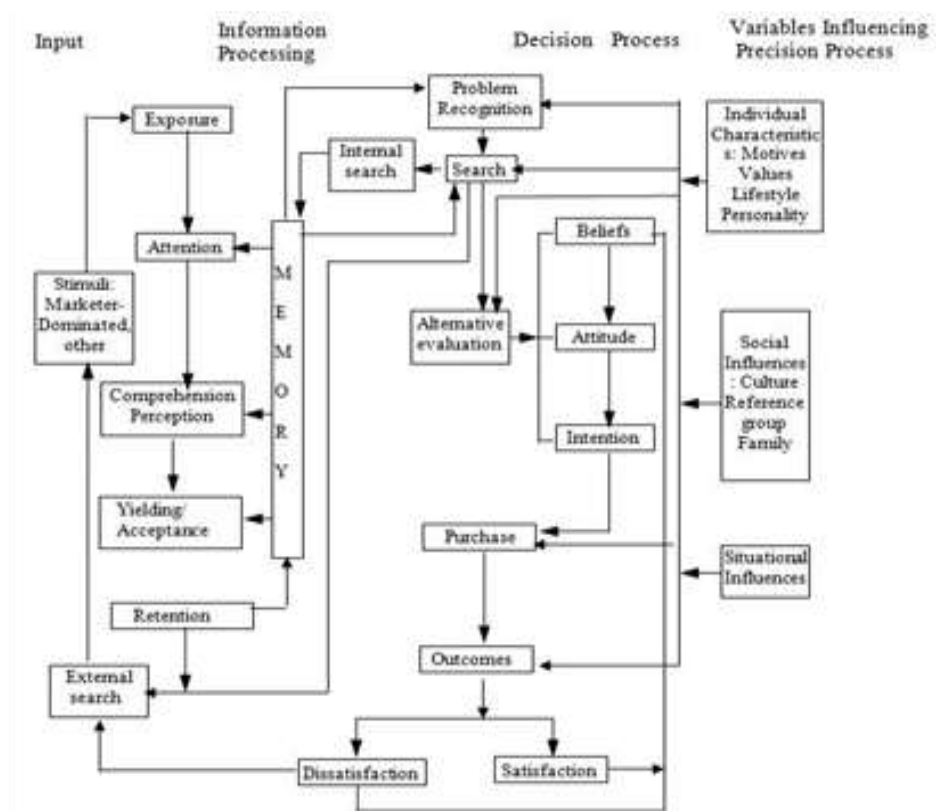 Input
Information
Processing
Decision Process
Variables Influencing
Precision Process
Exposure
Attention
Stimuli:
Marketer-
Dominated,
other
Comprehension
Perception
Yielding/
Acceptance
Retention
External
search
Internal
search
M
E
M
O
R
Y
Problem
Recognition
Search
Alternative
evaluation
Beliefs
Attitude
Intention
Purchase
Outcomes
Dissatisfaction
Satisfaction
Individual
Characteristic
s: Motives
Values
Lifestyle
Personality
Social
Influences
: Culture
Reference
group
Family
Situational
Influences